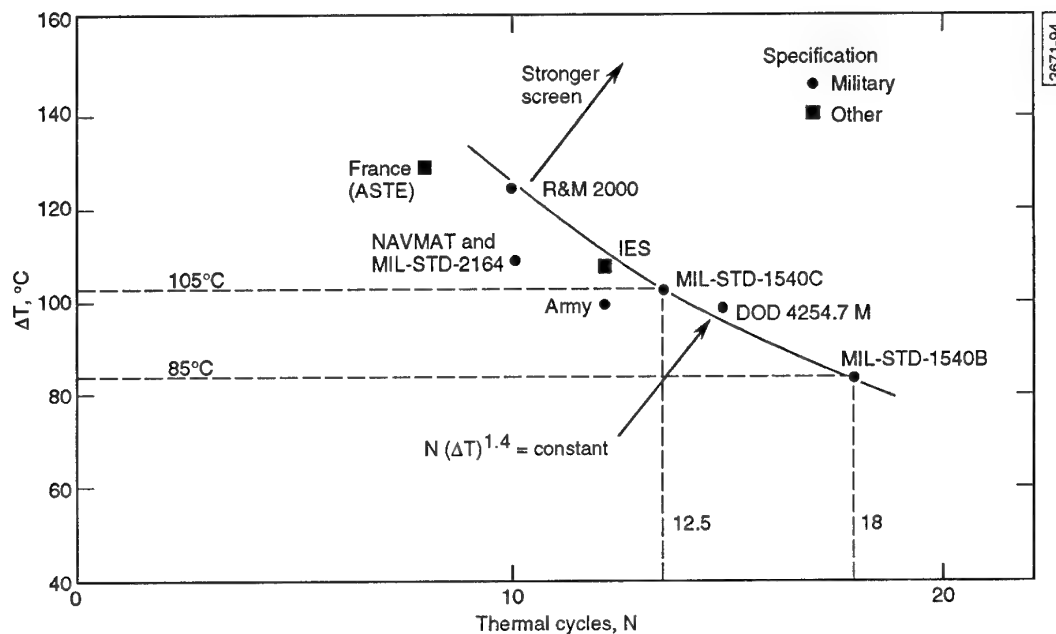 160
140
120
100
80
60
40
ΔT, °C
0
10
20
Thermal cycles, N
Stronger
screen
Specification
● Military
■ Other
3671-94
France
(ASTE)
R&M 2000
NAVMAT and
MIL-STD-2164
IES
105°C
MIL-STD-1540C
Army
DOD 4254.7 M
85°C
MIL-STD-1540B
N (ΔT)^1.4 = constant
12.5
18